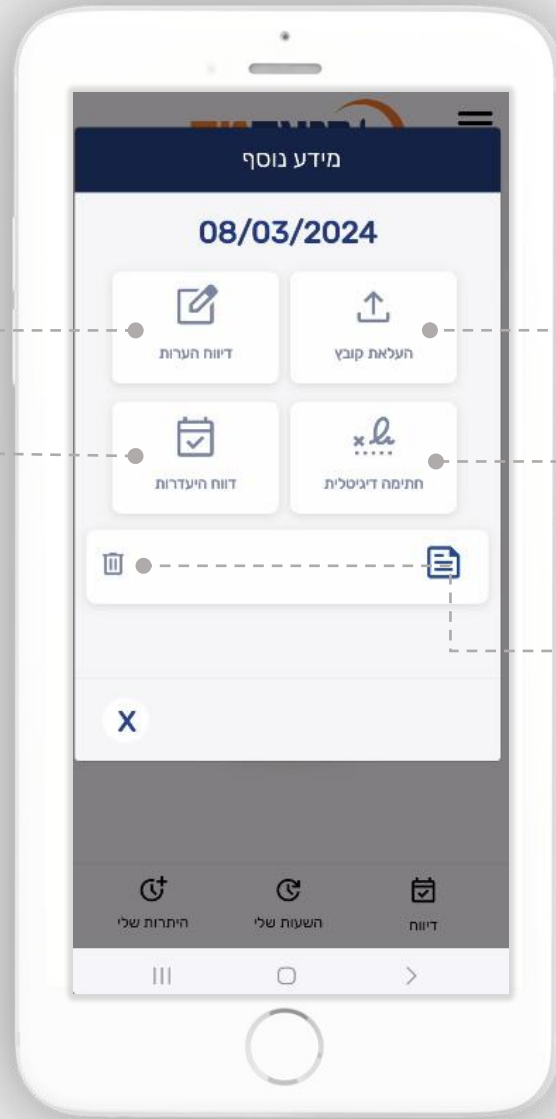 מידע נוסף
08/03/2024
העלאת קובץ
דיווח הערות
חתימה דיגיטלית
דווח היעדרות
X
דיווח
השעות שלי
היתרות שלי